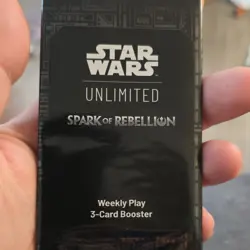 STAR
WARS
UNLIMITED
SPARK OF REBELLION
Weekly Play
3-Card Booster